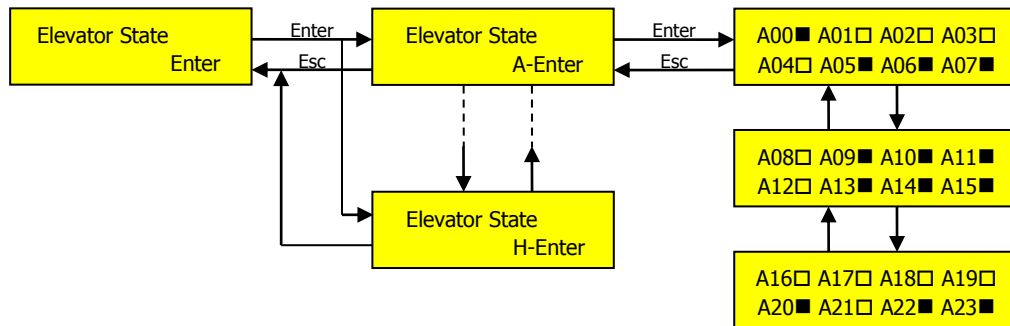 Elevator State
Enter
Enter
Esc
Elevator State
A-Enter
Enter
Esc
A00■ A01□ A02□ A03□
A04□ A05■ A06■ A07■
A08□ A09■ A10■ A11■
A12□ A13■ A14■ A15■
Elevator State
H-Enter
A16□ A17□ A18□ A19□
A20■ A21□ A22■ A23■